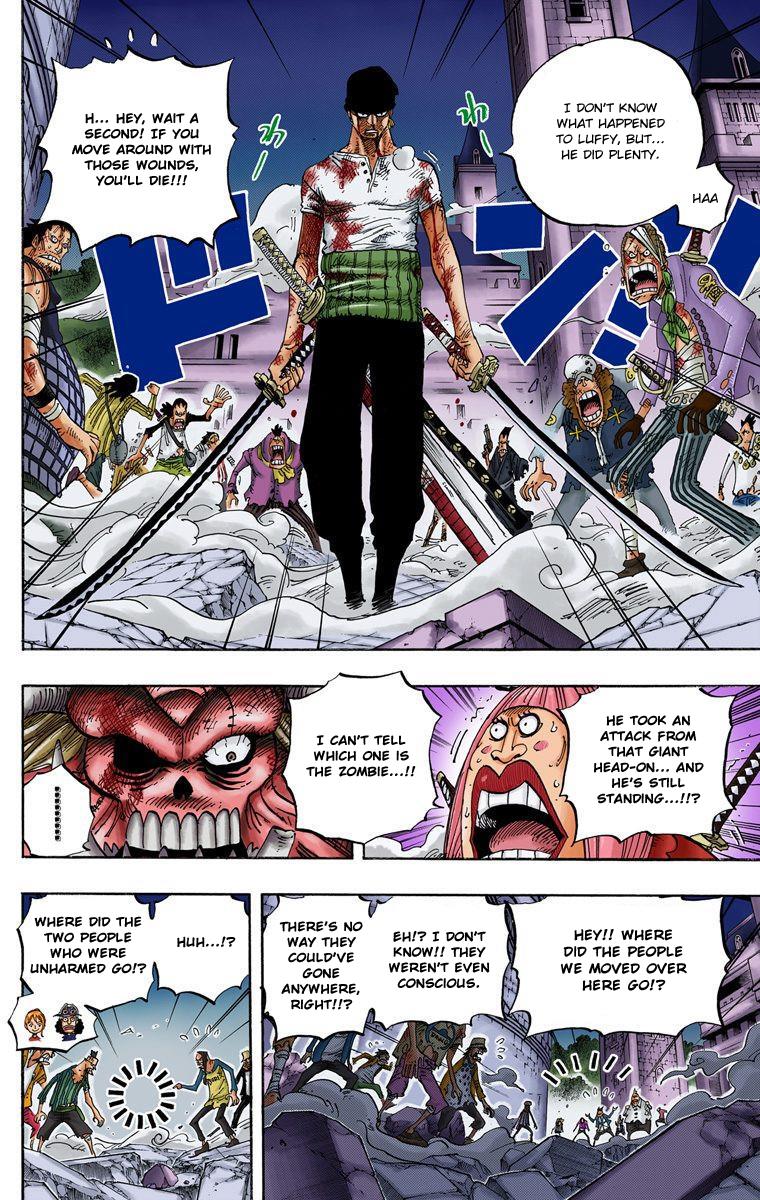 I DON'T KNOW
WHAT HAPPENED
TO LUFFY, BUT...
HE DID PLENTY.
HAA
H... HEY, WAIT A
SECOND! IF YOU
MOVE AROUND WITH
THOSE WOUNDS,
YOU'LL DIE!!!
ドン
HE TOOK AN
ATTACK FROM
THAT GIANT
HEAD-ON... AND
HE'S STILL
STANDING...!!?
I CAN'T TELL
WHICH ONE IS
THE ZOMBIE...!!
HEY!! WHERE
DID THE PEOPLE
WE MOVED OVER
HERE GO!?
EH!? I DON'T
KNOW!! THEY
WEREN'T EVEN
CONSCIOUS.
THERE'S NO
WAY THEY
COULD'VE
GONE
ANYWHERE,
RIGHT!!?
HUH...!?
WHERE DID THE
TWO PEOPLE
WHO WERE
UNHARMED GO!?